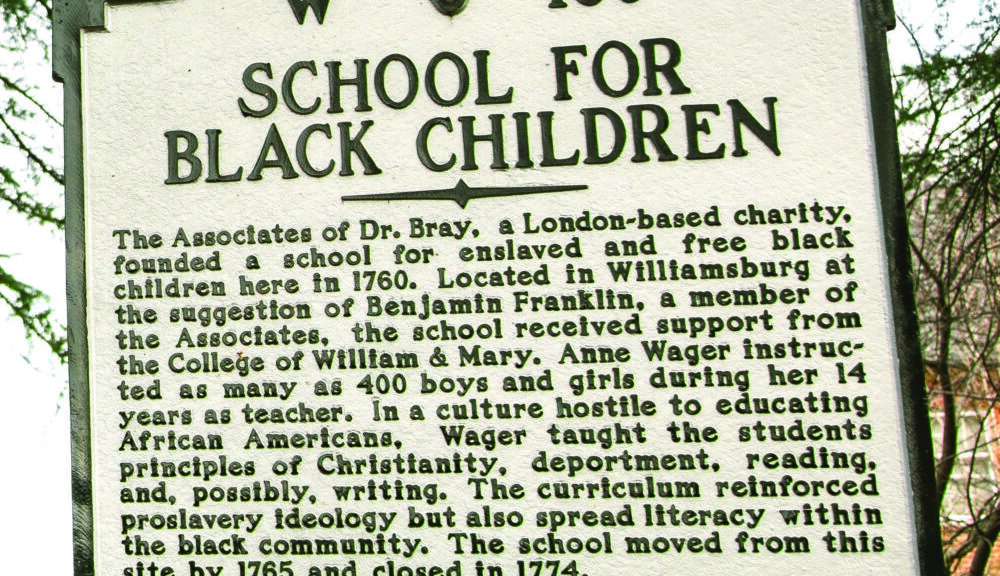 SCHOOL FOR
BLACK CHILDREN
The Associates of Dr. Bray, a London-based charity,
founded a school for enslaved and free black
children here in 1760. Located in Williamsburg at
the suggestion of Benjamin Franklin, a member of
the Associates, the school received support from
the College of William & Mary. Anne Wager instruc-
ted as many as 400 boys and girls during her 14
years as teacher. In a culture hostile to educating
African Americans, Wager taught the students
principles of Christianity, deportment, reading,
and, possibly, writing. The curriculum reinforced
proslavery ideology but also spread literacy within
the black community. The school moved from this
site by 1765 and closed in 1774.